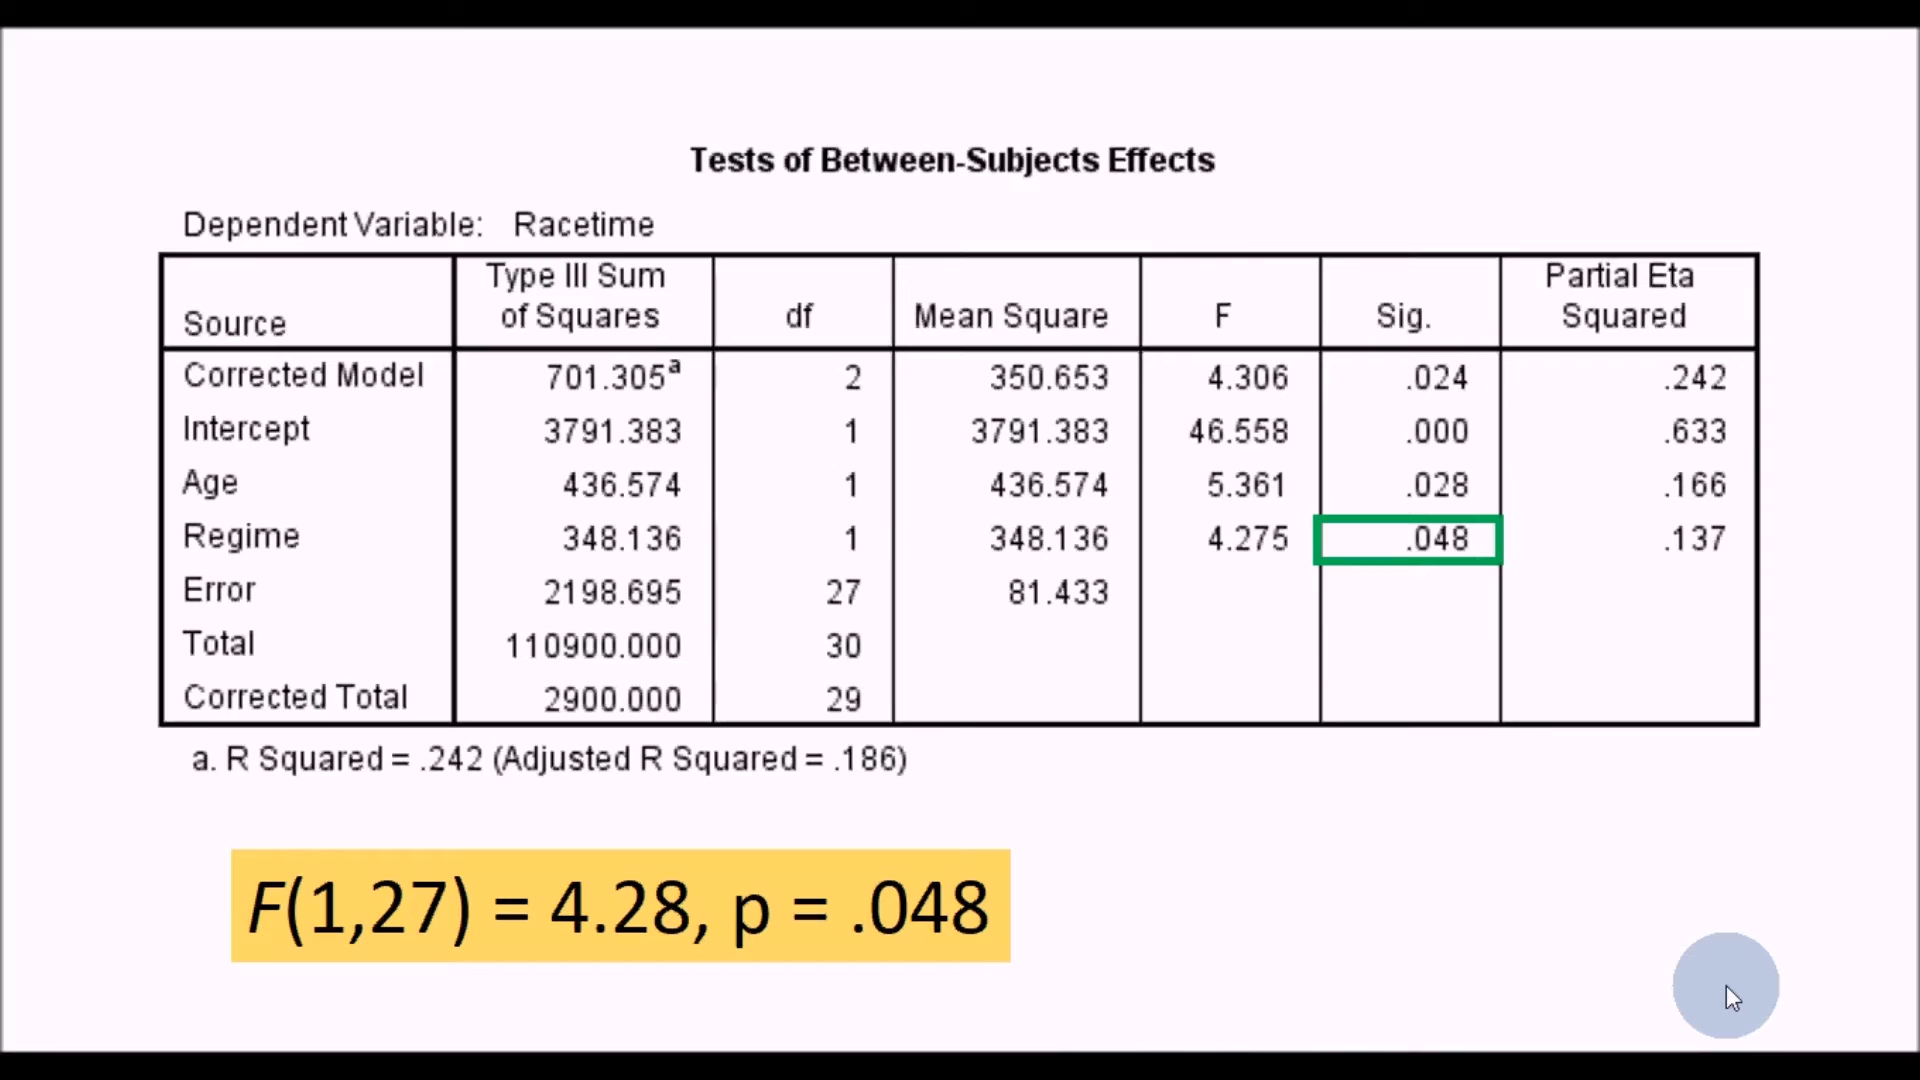 Tests of Between-Subjects Effects
Dependent Variable: Racetime
Source Type III Sum of Squares df Mean Square F Sig. Partial Eta Squared
Corrected Model 701.305a 2 350.653 4.306 .024 .242
Intercept 3791.383 1 3791.383 46.558 .000 .633
Age 436.574 1 436.574 5.361 .028 .166
Regime 348.136 1 348.136 4.275 .048 .137
Error 2198.695 27 81.433
Total 110900.000 30
Corrected Total 2900.000 29
a. R Squared = .242 (Adjusted R Squared = .186)
F(1,27) = 4.28, p = .048